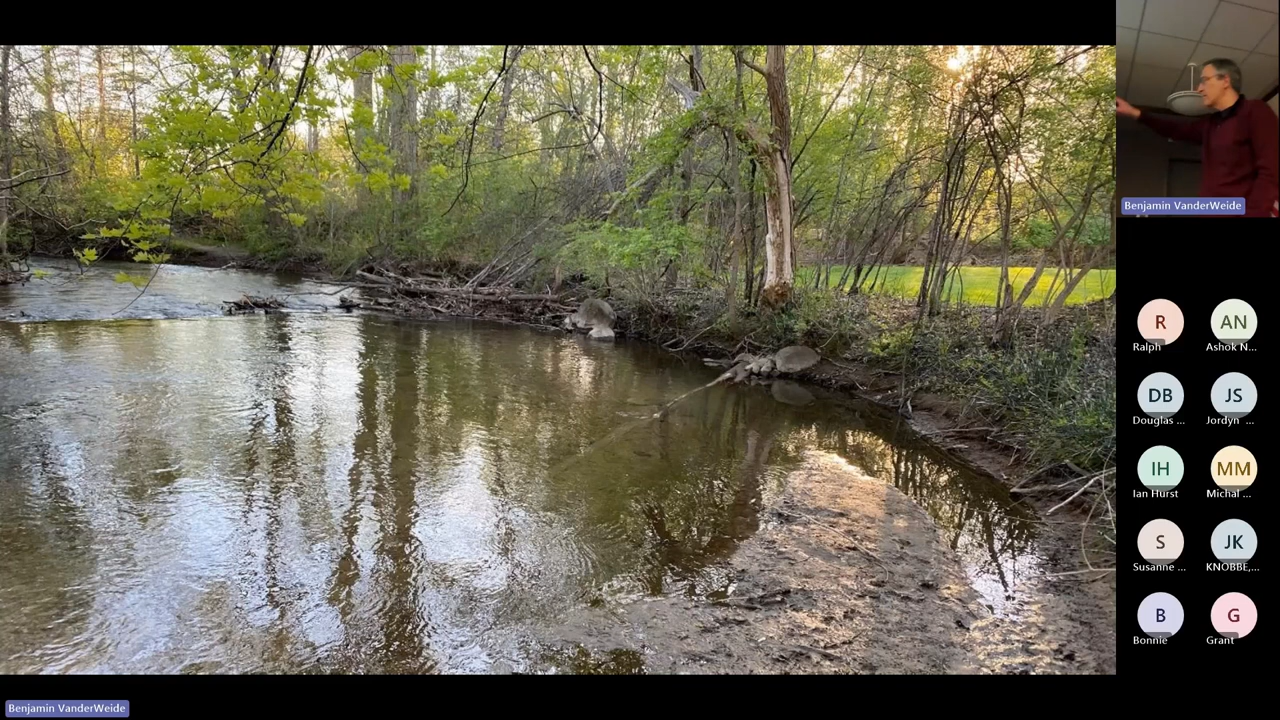 Benjamin VanderWeide
R
AN
Ralph
Ashok N...
DB
JS
Douglas ...
Jordyn ...
IH
MM
Ian Hurst
Michal ...
S
JK
Susanne ...
KNOBBE,...
B
G
Bonnie
Grant
Benjamin VanderWeide